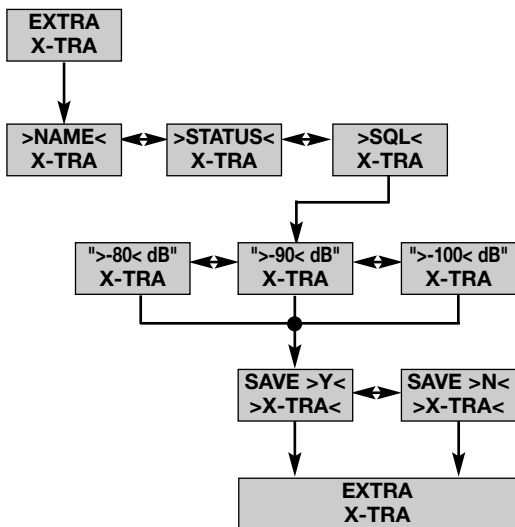 EXTRA
X-TRA
>NAME<
X-TRA
>STATUS<
X-TRA
>SQL<
X-TRA
">-80< dB"
X-TRA
">-90< dB"
X-TRA
">-100< dB"
X-TRA
SAVE >Y<
>X-TRA<
SAVE >N<
>X-TRA<
EXTRA
X-TRA